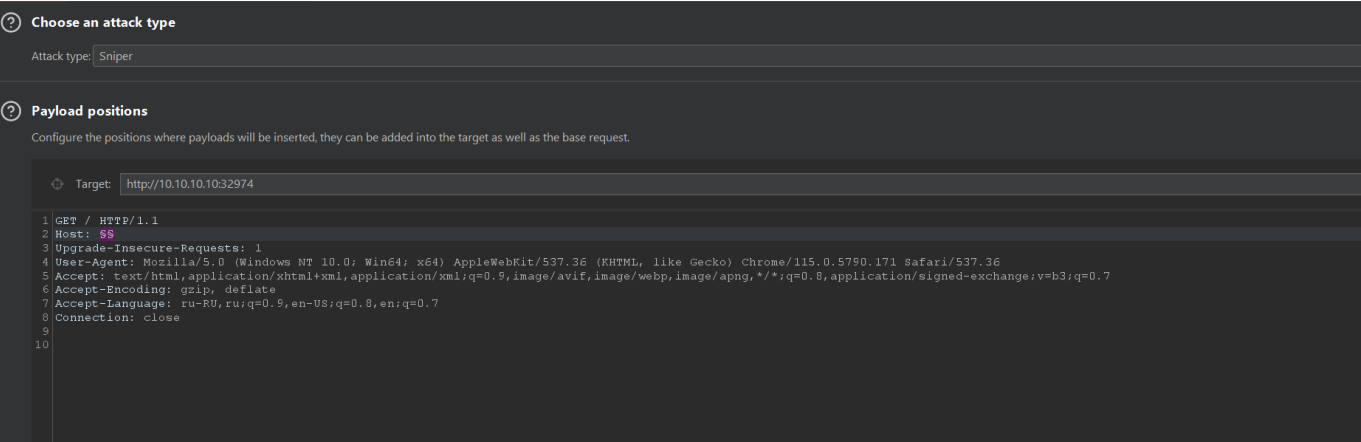 Choose an attack type
Attack type: Sniper
Payload positions
Configure the positions where payloads will be inserted, they can be added into the target as well as the base request.
Target: http://10.10.10.10:32974
1 GET / HTTP/1.1
2 Host: §§
3 Upgrade-Insecure-Requests: 1
4 User-Agent: Mozilla/5.0 (Windows NT 10.0; Win64; x64) AppleWebKit/537.36 (KHTML, like Gecko) Chrome/115.0.5790.171 Safari/537.36
5 Accept: text/html,application/xhtml+xml,application/xml;q=0.9,image/avif,image/webp,image/apng,*/*;q=0.8,application/signed-exchange;v=b3;q=0.7
6 Accept-Encoding: gzip, deflate
7 Accept-Language: ru-RU,ru;q=0.9,en-US;q=0.8,en;q=0.7
8 Connection: close
9
10